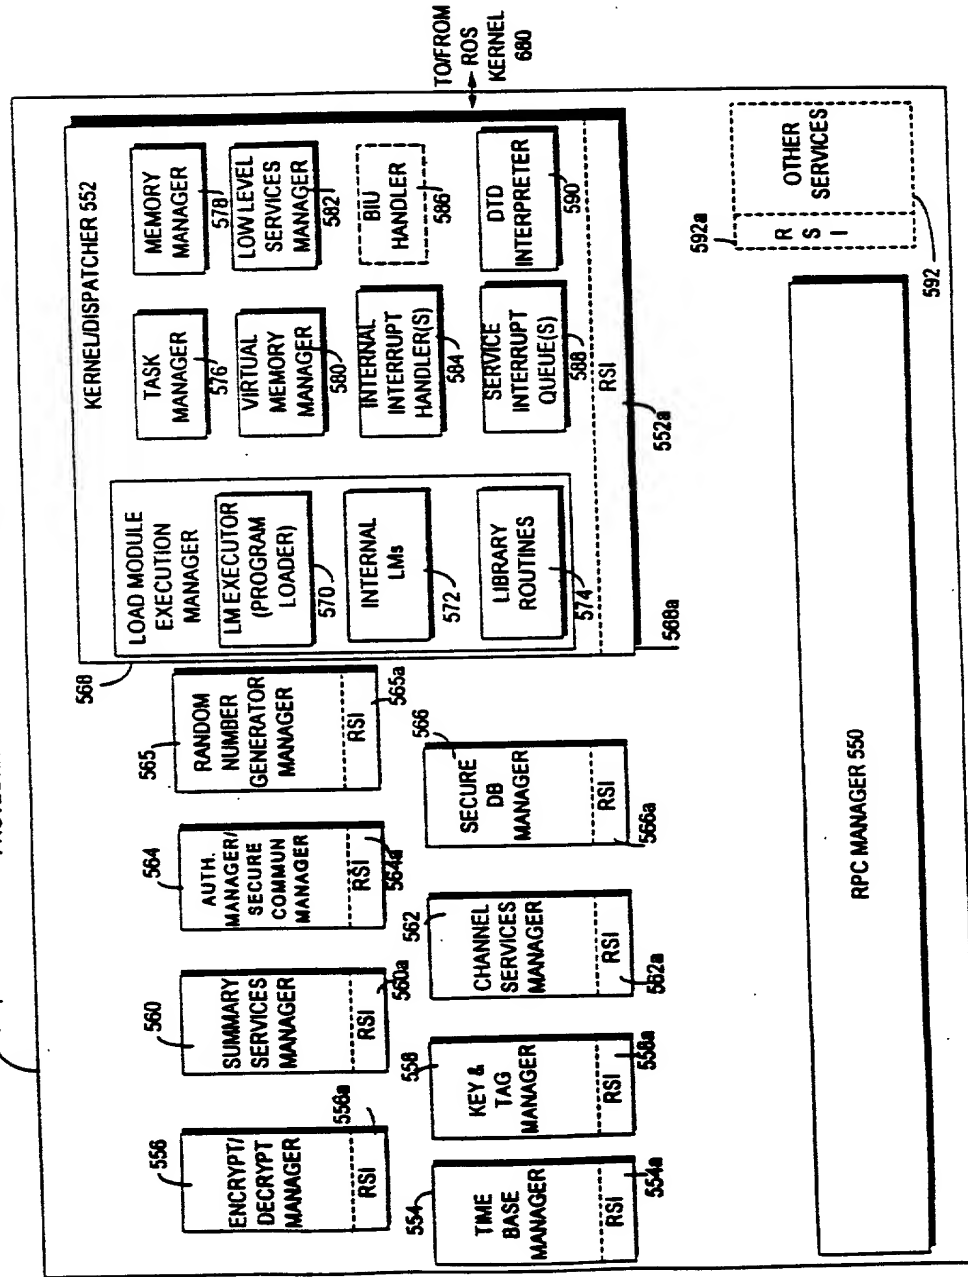 556
ENCRYPT/
DECRYPT
MANAGER
RSI
556a
560
SUMMARY
SERVICES
MANAGER
RSI
560a
564
AUTH.
MANAGER/
SECURE
COMMUN
MANAGER
RSI
564a
565
RANDOM
NUMBER
GENERATOR
MANAGER
RSI
565a
554
TIME
BASE
MANAGER
RSI
554a
558
KEY &
TAG
MANAGER
RSI
558a
562
CHANNEL
SERVICES
MANAGER
RSI
562a
566
SECURE
DB
MANAGER
RSI
566a
KERNEL/DISPATCHER 552
568
LOAD MODULE
EXECUTION
MANAGER
LM EXECUTOR
(PROGRAM
LOADER)
570
INTERNAL
LMs
572
LIBRARY
ROUTINES
574
568a
TASK
MANAGER
576
MEMORY
MANAGER
578
VIRTUAL
MEMORY
MANAGER
580
LOW LEVEL
SERVICES
MANAGER
582
INTERNAL
INTERRUPT
HANDLER(S)
584
BIU
HANDLER
586
SERVICE
INTERRUPT
QUEUE(S)
588
DTD
INTERPRETER
590
RSI
552a
TO/FROM
ROS
KERNEL
680
RPC MANAGER 550
592a
R
S
I
OTHER
SERVICES
592